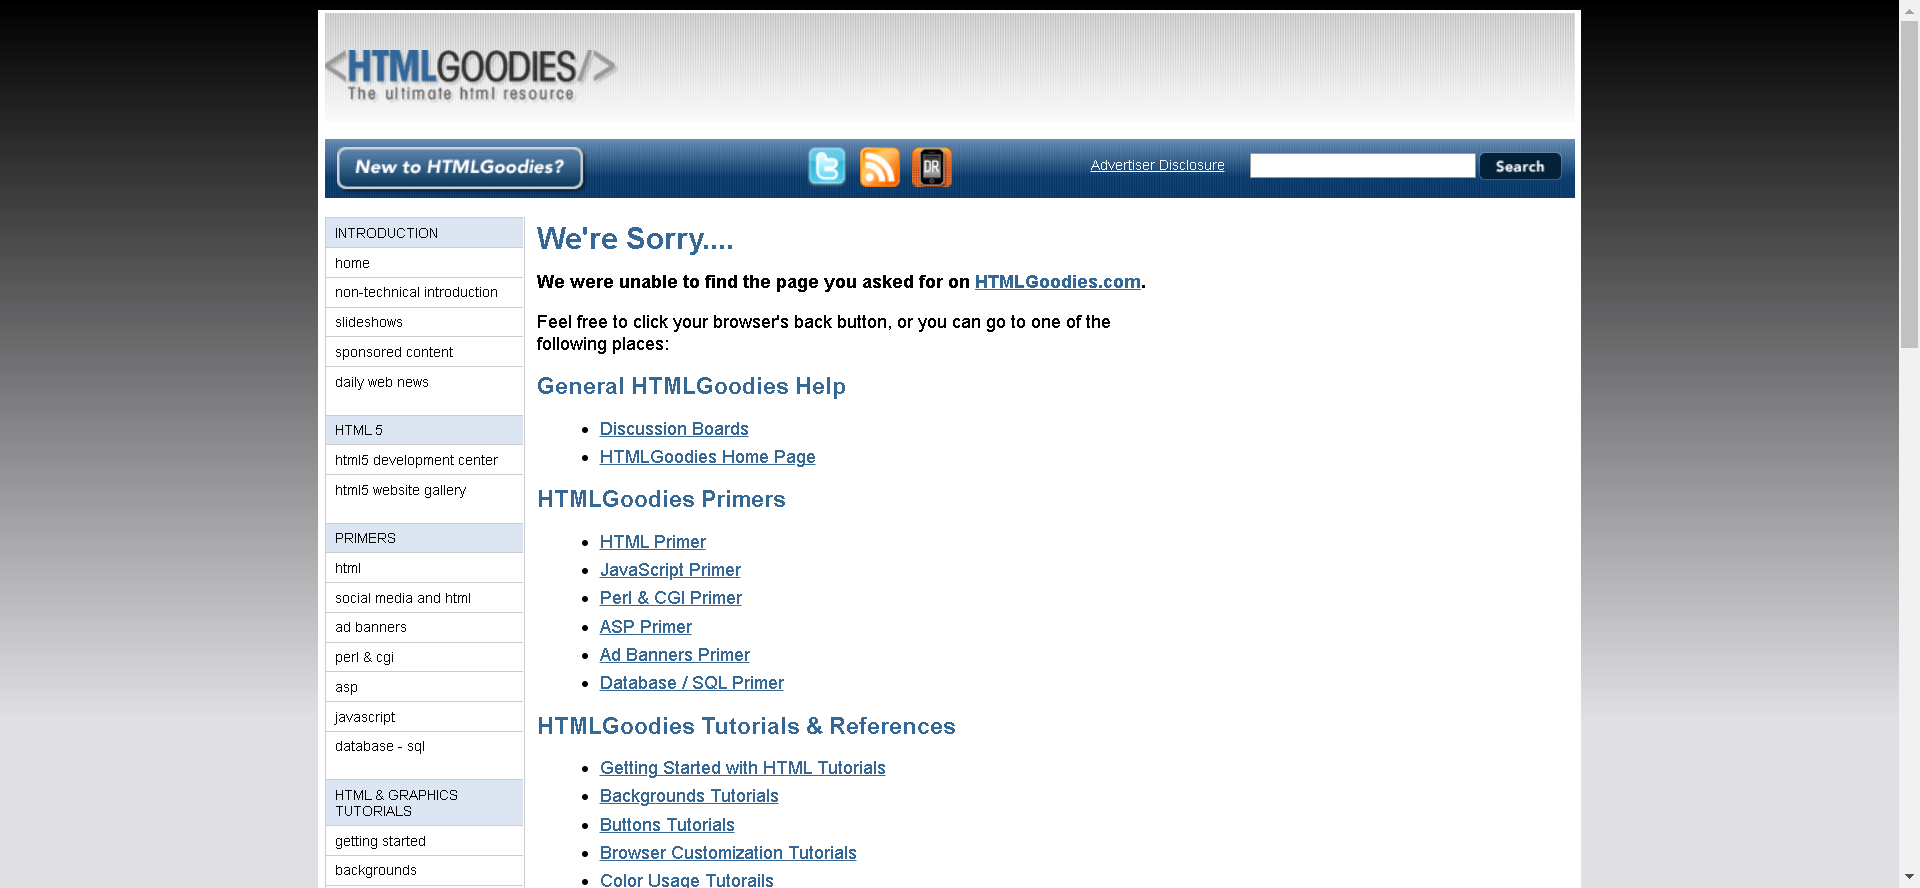 <HTMLGOODIES/>
The ultimate html resource
New to HTMLGoodies?
DR
Advertiser Disclosure
Search
INTRODUCTION
home
non-technical introduction
slideshows
sponsored content
daily web news
HTML 5
html5 development center
html5 website gallery
PRIMERS
html
social media and html
ad banners
perl & cgi
asp
javascript
database - sql
HTML & GRAPHICS
TUTORIALS
getting started
backgrounds
We're Sorry....
We were unable to find the page you asked for on HTMLGoodies.com.
Feel free to click your browser's back button, or you can go to one of the
following places:
General HTMLGoodies Help
Discussion Boards
HTMLGoodies Home Page
HTMLGoodies Primers
HTML Primer
JavaScript Primer
Perl & CGI Primer
ASP Primer
Ad Banners Primer
Database / SQL Primer
HTMLGoodies Tutorials & References
Getting Started with HTML Tutorials
Backgrounds Tutorials
Buttons Tutorials
Browser Customization Tutorials
Color Usage Tutorails